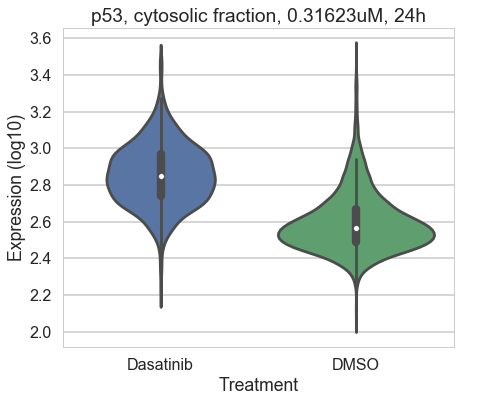 p53, cytosolic fraction, 0.31623uM, 24h
3.6
3.4
3.2
3.0
2.8
2.6
2.4
2.2
2.0
Expression (log10)
Dasatinib
DMSO
Treatment